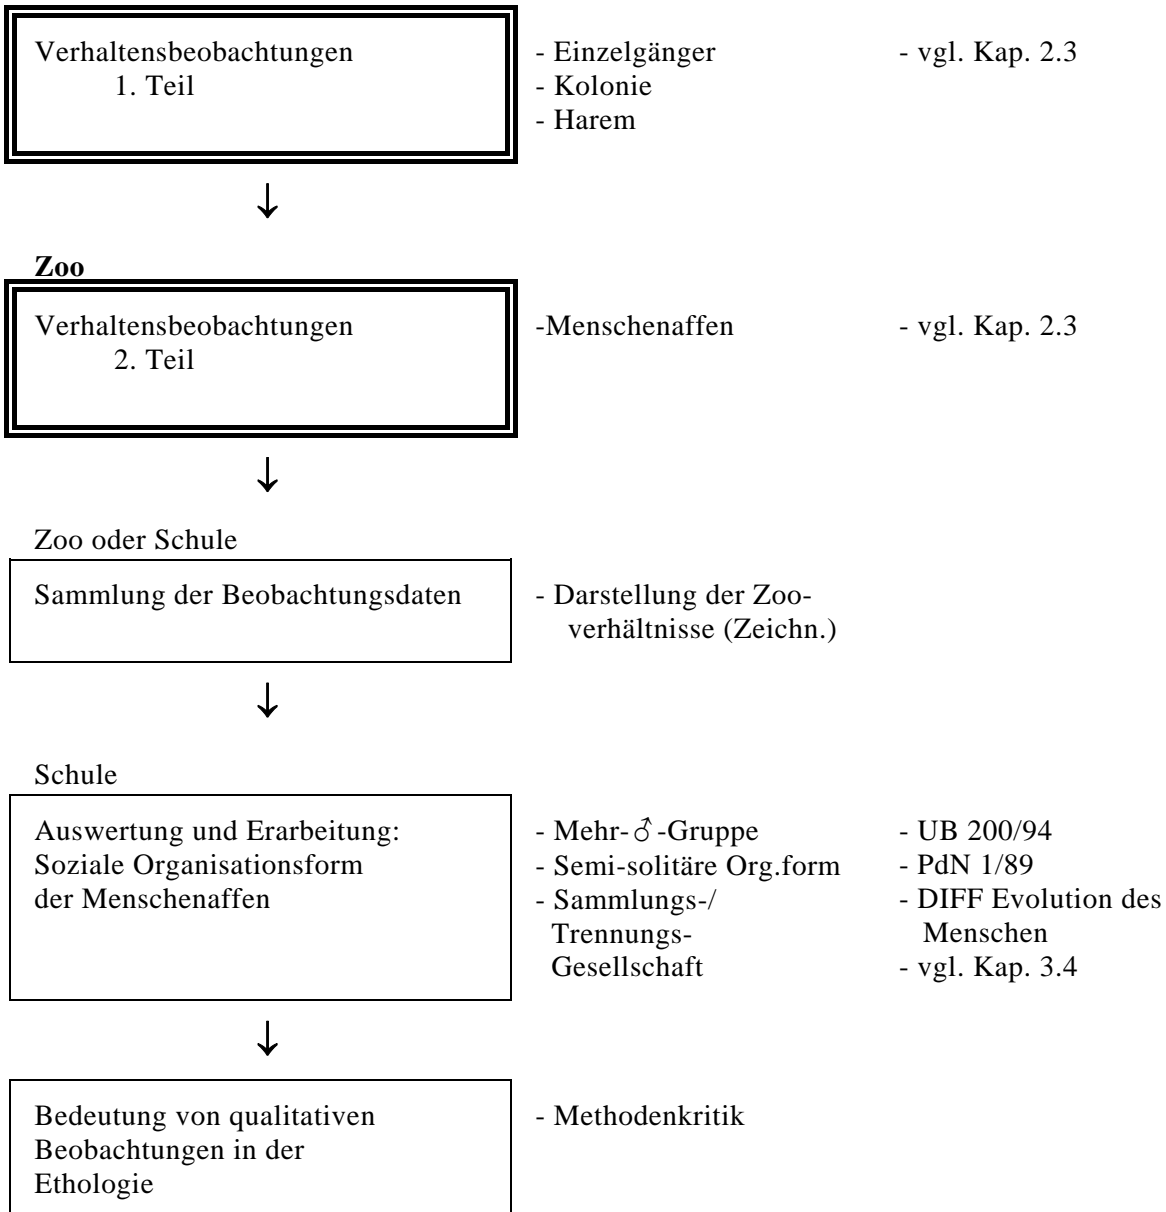 Verhaltensbeobachtungen - Einzelgänger - vgl. Kap. 2.3
1. Teil - Kolonie
- Harem
↓
Zoo
Verhaltensbeobachtungen -Menschenaffen - vgl. Kap. 2.3
2. Teil
↓
Zoo oder Schule
Sammlung der Beobachtungsdaten - Darstellung der Zoo-
verhältnisse (Zeichn.)
↓
Schule
Auswertung und Erarbeitung: - Mehr-♂-Gruppe - UB 200/94
Soziale Organisationsform - Semi-solitäre Org.form - PdN 1/89
der Menschenaffen - Sammlungs-/ - DIFF Evolution des
Trennungs- Menschen
Gesellschaft - vgl. Kap. 3.4
↓
Bedeutung von qualitativen - Methodenkritik
Beobachtungen in der
Ethologie